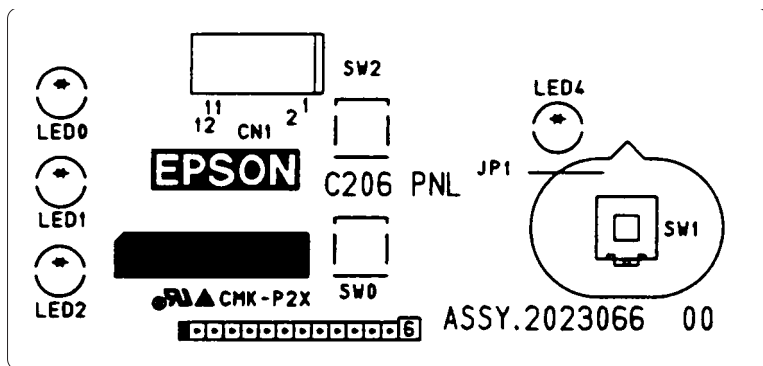 SW2
LED4
LED0
11
1
12
2
CN1
EPSON
JP1
C206 PNL
LED1
SW1
LED2
SW0
CMK-P2X
6
ASSY.2023066 00